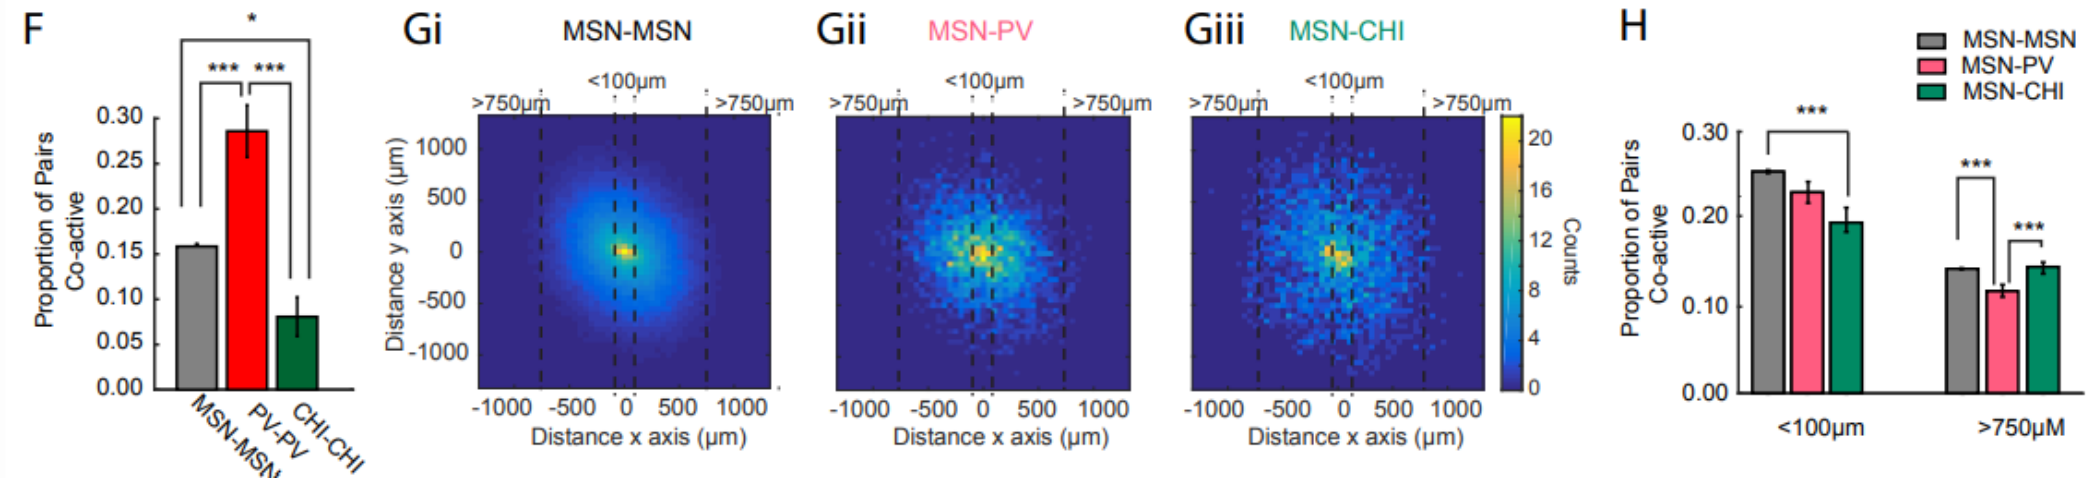 F
*
*** ***
0.30
0.25
0.20
0.15
0.10
0.05
0.00
Proportion of Pairs
Co-active
MSN-MSN
PV-PV
CHI-CHI
Gi
MSN-MSN
<100μm
>750μm
>750μm
1000
500
0
-500
-1000
Distance y axis (μm)
-1000 -500 0 500 1000
Distance x axis (μm)
Gii
MSN-PV
<100μm
>750μm
>750μm
-1000 -500 0 500 1000
Distance x axis (μm)
Giii
MSN-CHI
<100μm
>750μm
>750μm
-1000 -500 0 500 1000
Distance x axis (μm)
20
16
12
8
4
0
Counts
H
MSN-MSN
MSN-PV
MSN-CHI
***
***
***
0.30
0.20
0.10
0.00
Proportion of Pairs
Co-active
<100μm
>750μM